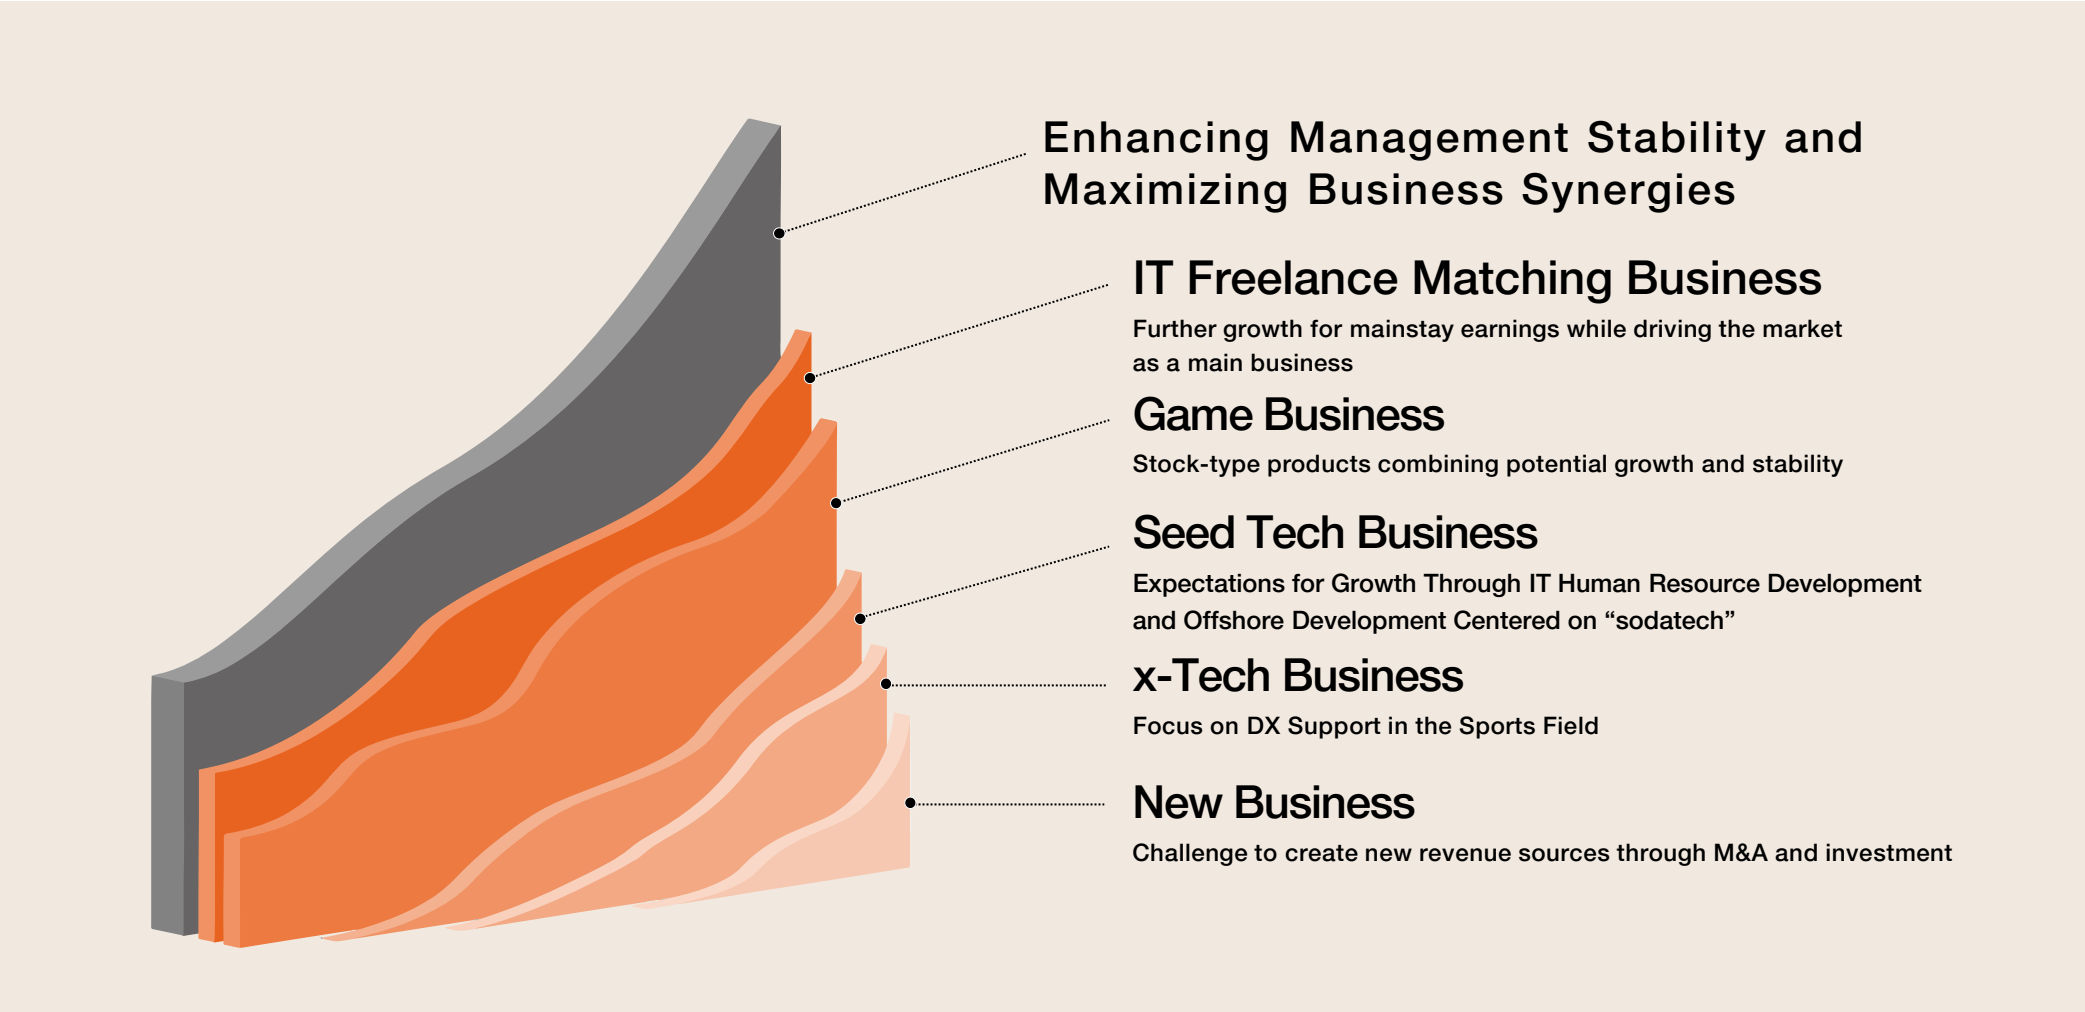 Enhancing Management Stability and
Maximizing Business Synergies
IT Freelance Matching Business
Further growth for mainstay earnings while driving the market
as a main business
Game Business
Stock-type products combining potential growth and stability
Seed Tech Business
Expectations for Growth Through IT Human Resource Development
and Offshore Development Centered on “sodatech”
x-Tech Business
Focus on DX Support in the Sports Field
New Business
Challenge to create new revenue sources through M&A and investment